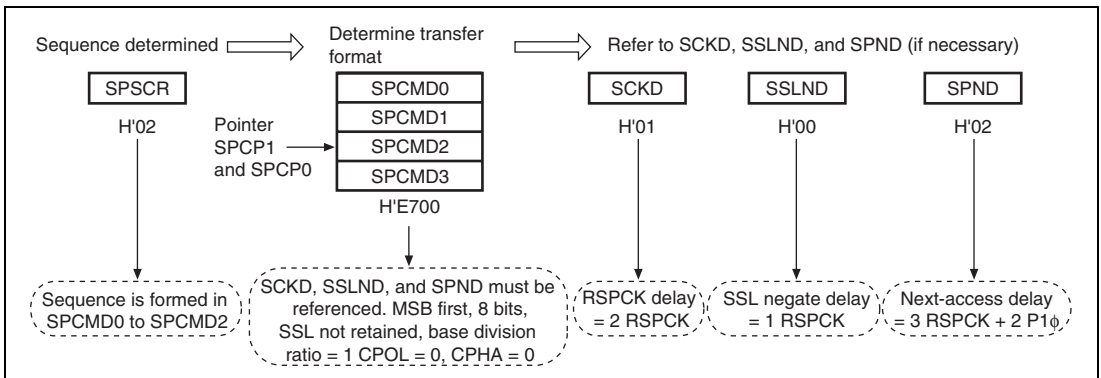 Sequence determined
Determine transfer
format
Refer to SCKD, SSLND, and SPND (if necessary)
SPSCR
H'02
Pointer
SPCP1
and SPCP0
SPCMD0
SPCMD1
SPCMD2
SPCMD3
H'E700
SCKD
H'01
SSLND
H'00
SPND
H'02
Sequence is formed in
SPCMD0 to SPCMD2
SCKD, SSLND, and SPND must be
referenced. MSB first, 8 bits,
SSL not retained, base division
ratio = 1 CPOL = 0, CPHA = 0
RSPCK delay
= 2 RSPCK
SSL negate delay
= 1 RSPCK
Next-access delay
= 3 RSPCK + 2 P1ϕ